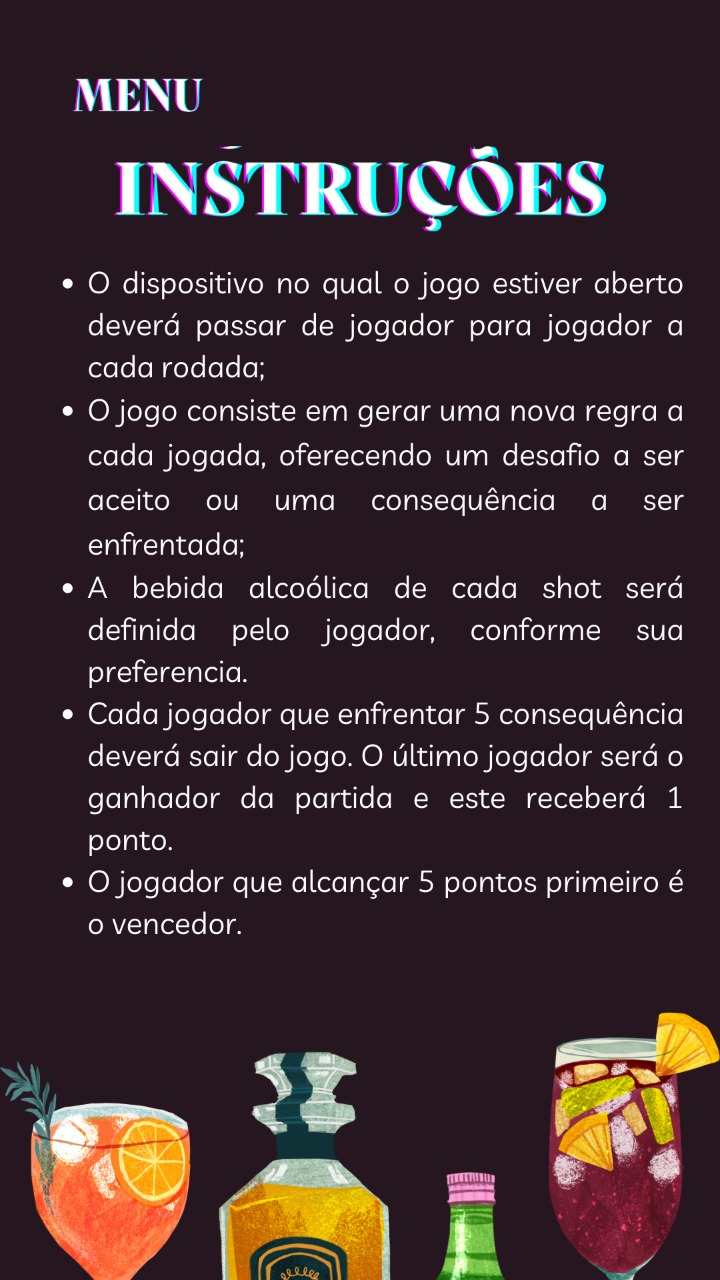 MENU
INSTRUÇÕES
• O dispositivo no qual o jogo estiver aberto
deverá passar de jogador para jogador a
cada rodada;
• O jogo consiste em gerar uma nova regra a
cada jogada, oferecendo um desafio a ser
aceito ou uma consequência a ser
enfrentada;
• A bebida alcoólica de cada shot será
definida pelo jogador, conforme sua
preferencia.
• Cada jogador que enfrentar 5 consequência
deverá sair do jogo. O último jogador será o
ganhador da partida e este receberá 1
ponto.
• O jogador que alcançar 5 pontos primeiro é
o vencedor.